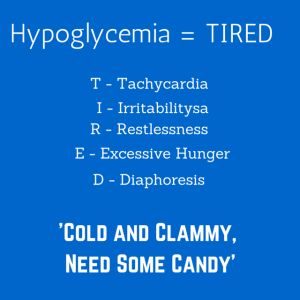 Hypoglycemia = TIRED
T - Tachycardia
I - Irritabilitysa
R - Restlessness
E - Excessive Hunger
D - Diaphoresis
'Cold and Clammy,
Need Some Candy'